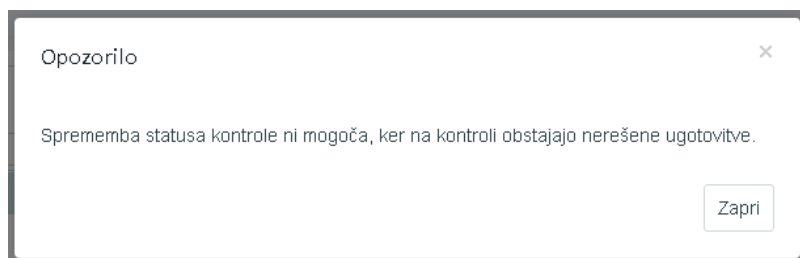 Opozorilo
×
Sprememba statusa kontrole ni mogoča, ker na kontroli obstajajo nerešene ugotovitve.
Zapri